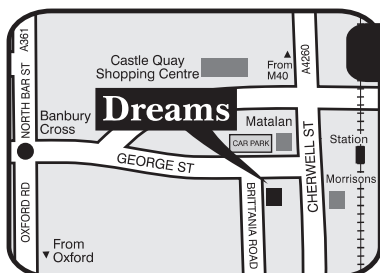 A361
NORTH BAR ST
Castle Quay
Shopping Centre
From
M40
A4260
Banbury
Cross
Dreams
Matalan
CAR PARK
Station
GEORGE ST
CHERWELL ST
Morrisons
OXFORD RD
BRITTANIA ROAD
From
Oxford